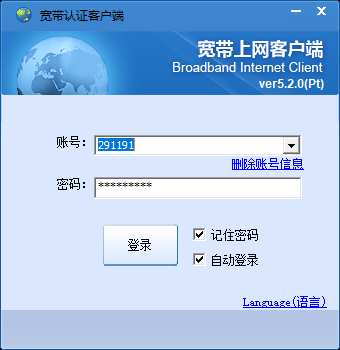 宽带认证客户端
宽带上网客户端
Broadband Internet Client
ver5.2.0(Pt)
账号: 291191
删除账号信息
密码: *********
登录
记住密码
自动登录
Language(语言)